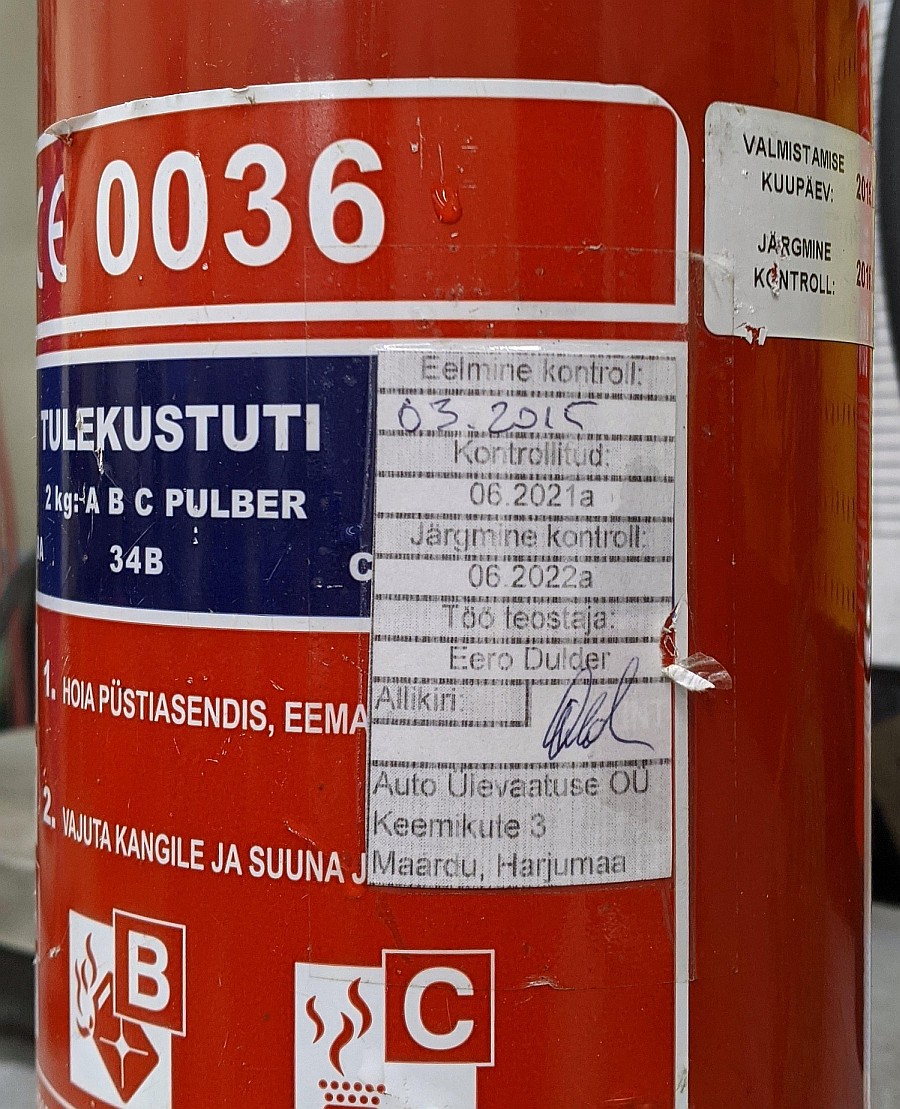 CE 0036
VALMISTAMISE
KUUPÄEV:
JÄRGMINE
KONTROLL:
TULEKUSTUTI
2 kg: A B C PULBER
34B
C
Eelmine kontroll:
03.2015
Kontrollitud:
06.2021a
Järgmine kontroll:
06.2022a
Töö teostaja:
Eero Dulder
Allikiri:
Auto Ülevaatuse OÜ
Keemikute 3
Maardu, Harjumaa
1. HOIA PÜSTIASENDIS, EEMA
2. VAJUTA KANGILE JA SUUNA J
B
C